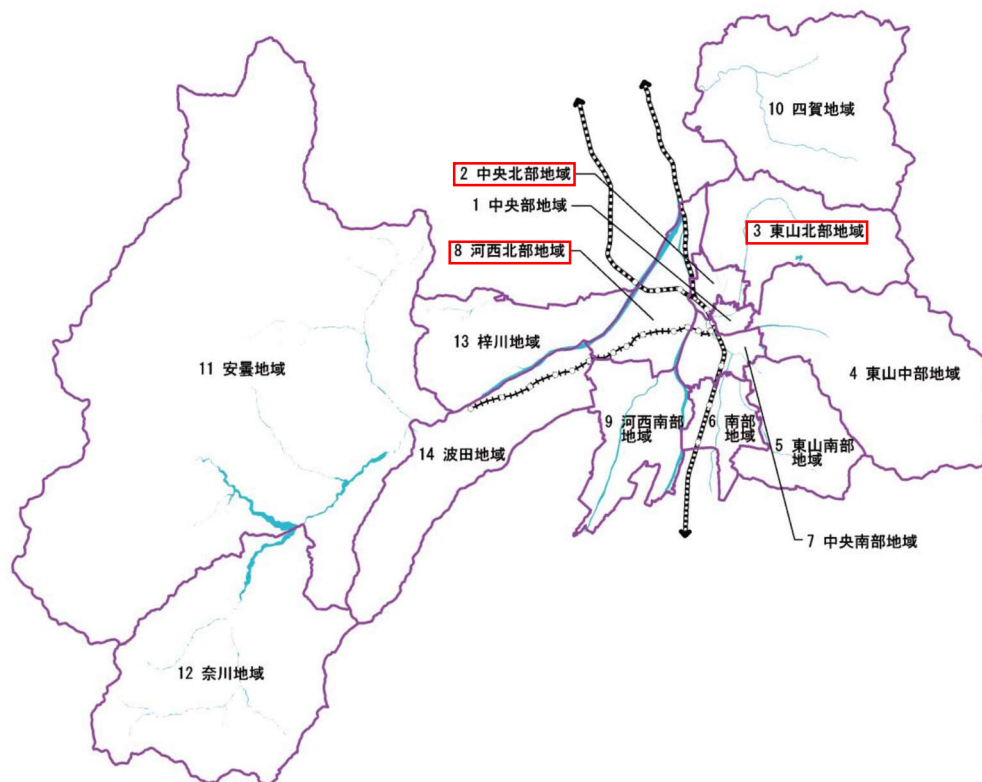 10 四賀地域
2 中央北部地域
1 中央部地域
3 東山北部地域
8 河西北部地域
13 梓川地域
11 安曇地域
4 東山中部地域
9 河西南部
地域
6 南部
地域
5 東山南部
地域
14 波田地域
7 中央南部地域
12 奈川地域